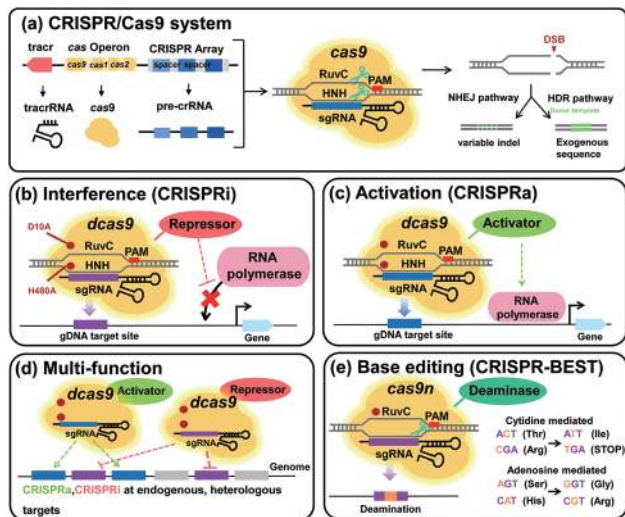 (a) CRISPR/Cas9 system
tracr
cas Operon
CRISPR Array
cas9 cas1 cas2
spacer spacer
tracrRNA
cas9
pre-crRNA
cas9
RuvC
PAM
HNH
sgRNA
DSB
NHEJ pathway
HDR pathway
Donor template
variable indel
Exogenous
sequence
(b) Interference (CRISPRi)
dcas9
Repressor
D10A
RuvC
PAM
HNH
H480A
sgRNA
RNA
polymerase
gDNA target site
Gene
(c) Activation (CRISPRa)
dcas9
Activator
RuvC
PAM
HNH
sgRNA
RNA
polymerase
gDNA target site
Gene
(d) Multi-function
dcas9
Activator
sgRNA
dcas9
Repressor
sgRNA
Genome
CRISPRa,CRISPRi at endogenous, heterologous
targets
(e) Base editing (CRISPR-BEST)
cas9n
Deaminase
RuvC
PAM
sgRNA
Deamination
Cytidine mediated
ACT (Thr) ATT (Ile)
CGA (Arg) TGA (STOP)
Adenosine mediated
AGT (Ser) GGT (Gly)
CAT (His) CGT (Arg)